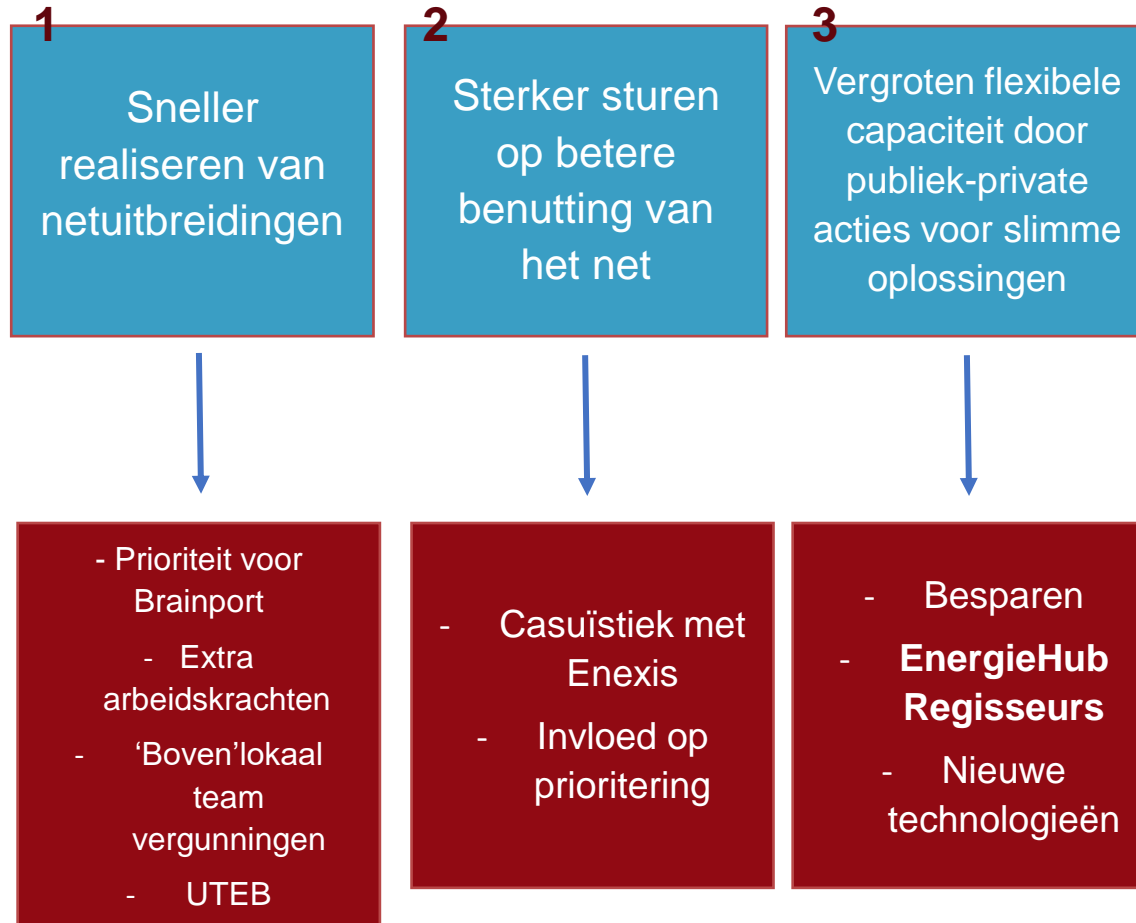 1
Sneller
realiseren van
netuitbreidingen
2
Sterker sturen
op betere
benutting van
het net
3
Vergroten flexibele
capaciteit door
publiek-private
acties voor slimme
oplossingen
- Prioriteit voor
Brainport
- Extra
arbeidskrachten
- ‘Boven’lokaal
team
vergunningen
- UTEB
- Casuïstiek met
Enexis
- Invloed op
prioritering
- Besparen
- EnergieHub
Regisseurs
- Nieuwe
technologieën